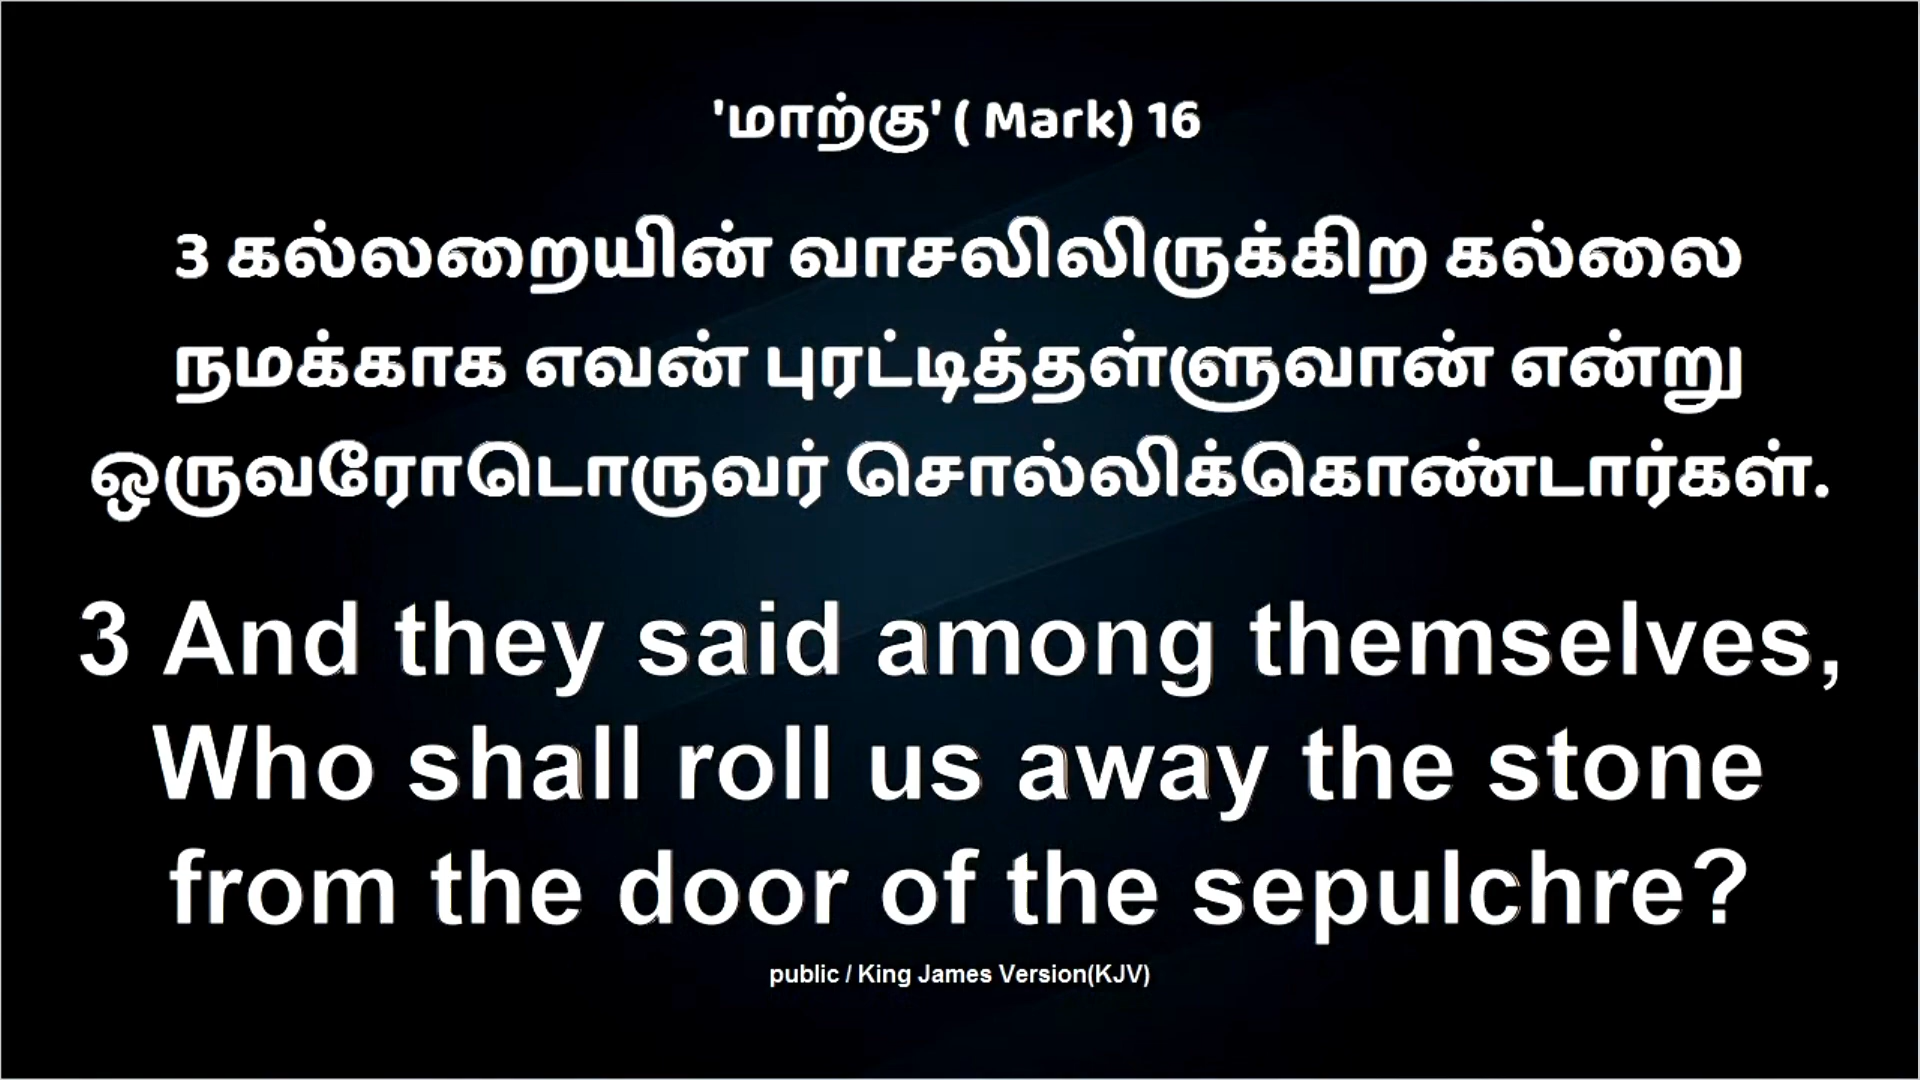 'மாற்கு' ( Mark) 16
3 கல்லறையின் வாசலிலிருக்கிற கல்லை
நமக்காக எவன் புரட்டித்தள்ளுவான் என்று
ஒருவரோடொருவர் சொல்லிக்கொண்டார்கள்.
3 And they said among themselves,
Who shall roll us away the stone
from the door of the sepulchre?
public / King James Version(KJV)